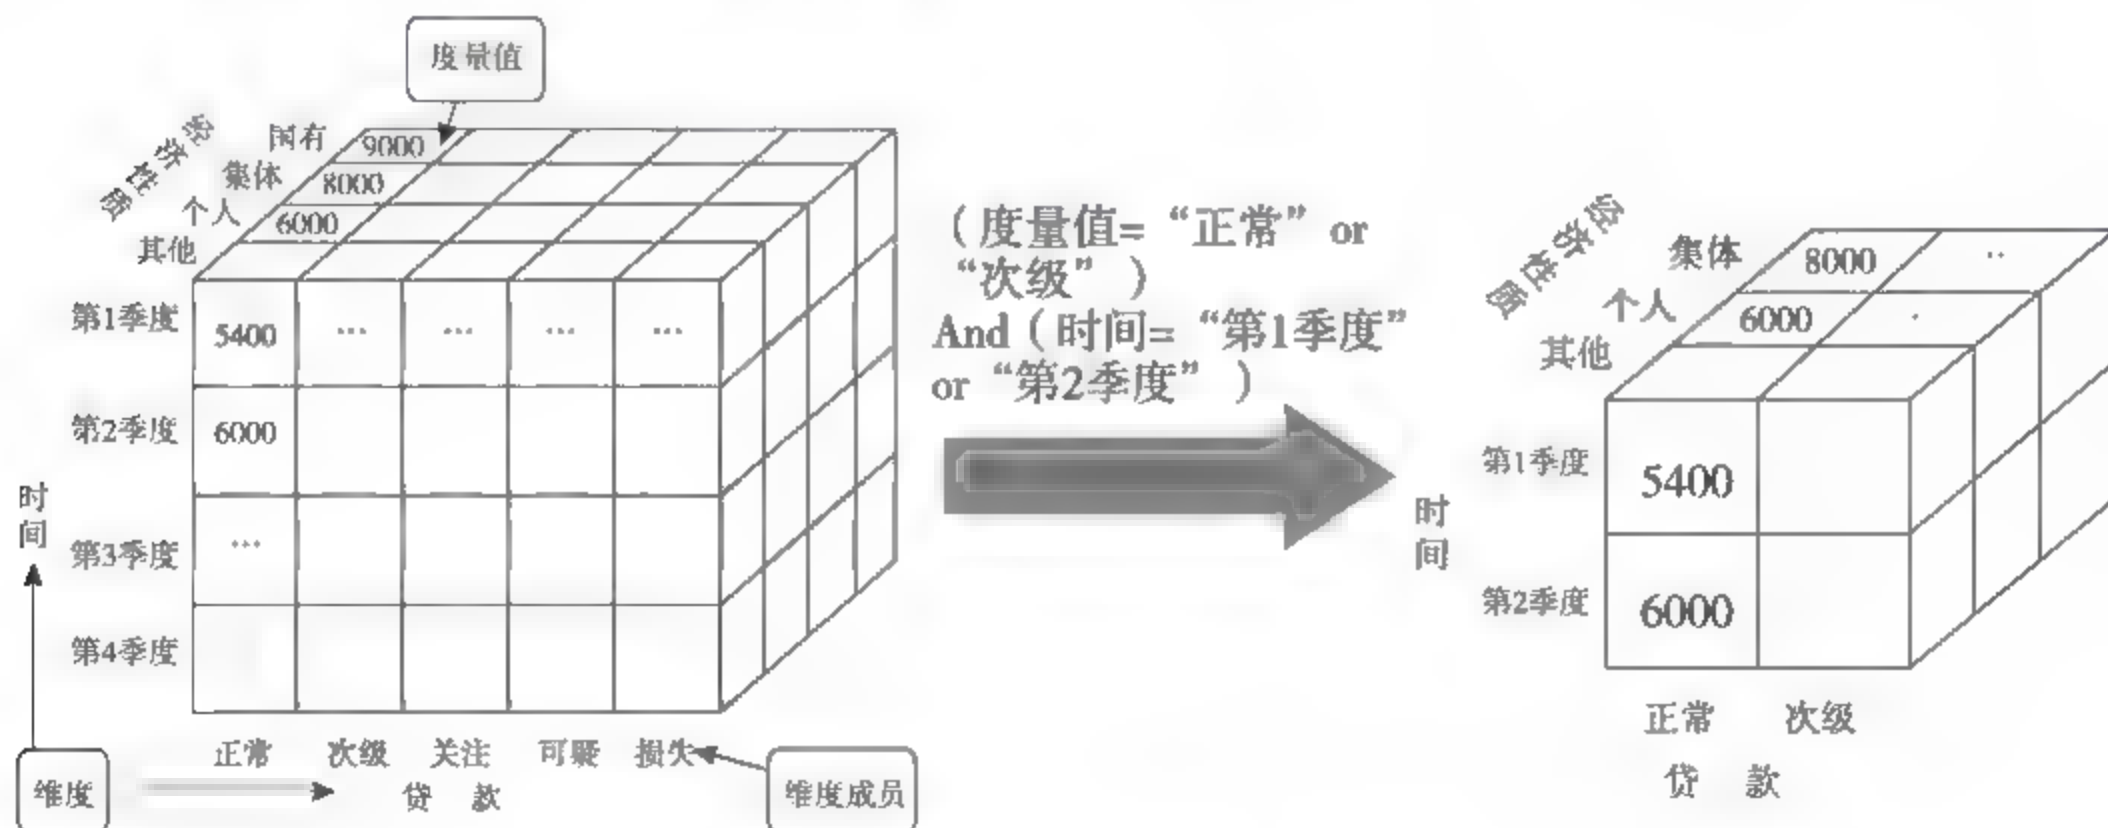 度量值
经济性质
国有
集体
个人
其他
9000
8000
6000
第1季度
5400
...
...
...
...
第2季度
6000
第3季度
...
第4季度
时间
正常
次级
关注
可疑
损失
贷 款
维度
维度成员
(度量值= “正常” or
“次级” )
And (时间= “第1季度”
or “第2季度” )
经济性质
集体
个人
其他
8000
..
6000
.
第1季度
5400
时间
第2季度
6000
正常
次级
贷 款